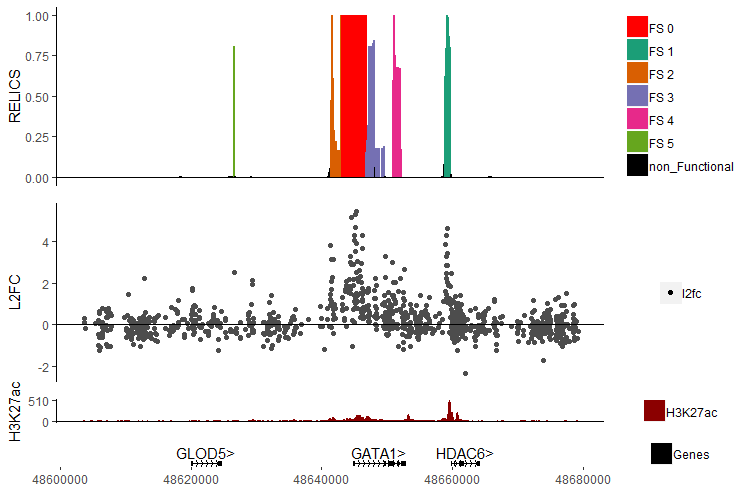 RELICS
1.00
0.75
0.50
0.25
0.00
FS 0
FS 1
FS 2
FS 3
FS 4
FS 5
non_Functional
L2FC
4
2
0
-2
l2fc
H3K27ac
510
0
H3K27ac
GLOD5>
GATA1>
HDAC6>
Genes
48600000 48620000 48640000 48660000 48680000